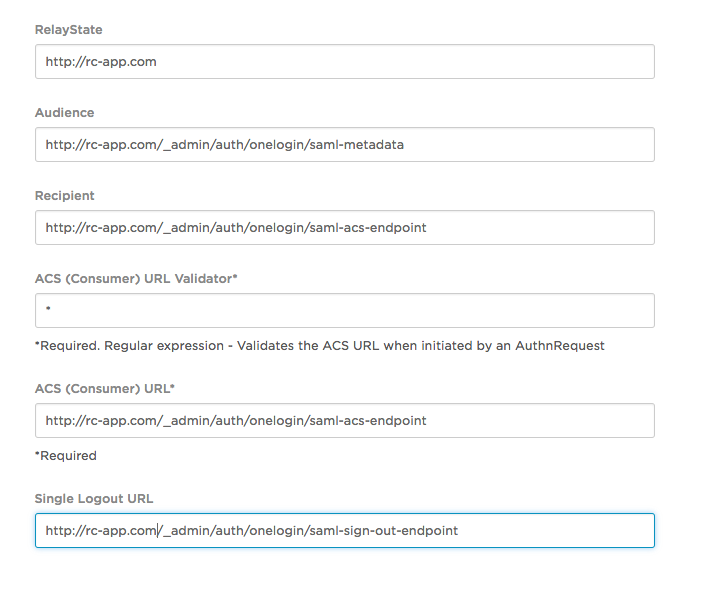 RelayState
http://rc-app.com
Audience
http://rc-app.com/_admin/auth/onelogin/saml-metadata
Recipient
http://rc-app.com/_admin/auth/onelogin/saml-acs-endpoint
ACS (Consumer) URL Validator*
*
*Required. Regular expression - Validates the ACS URL when initiated by an AuthnRequest
ACS (Consumer) URL*
http://rc-app.com/_admin/auth/onelogin/saml-acs-endpoint
*Required
Single Logout URL
http://rc-app.com/_admin/auth/onelogin/saml-sign-out-endpoint